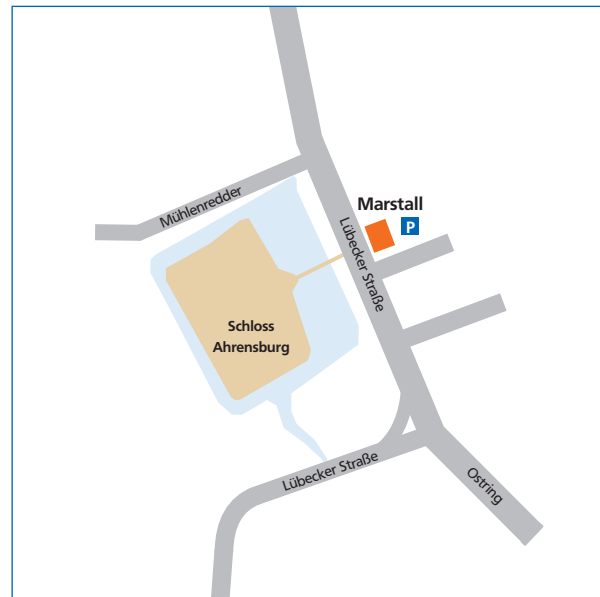 Mühlenredder
Marstall
P
Lübecker Straße
Schloss
Ahrensburg
Lübecker Straße
Ostring